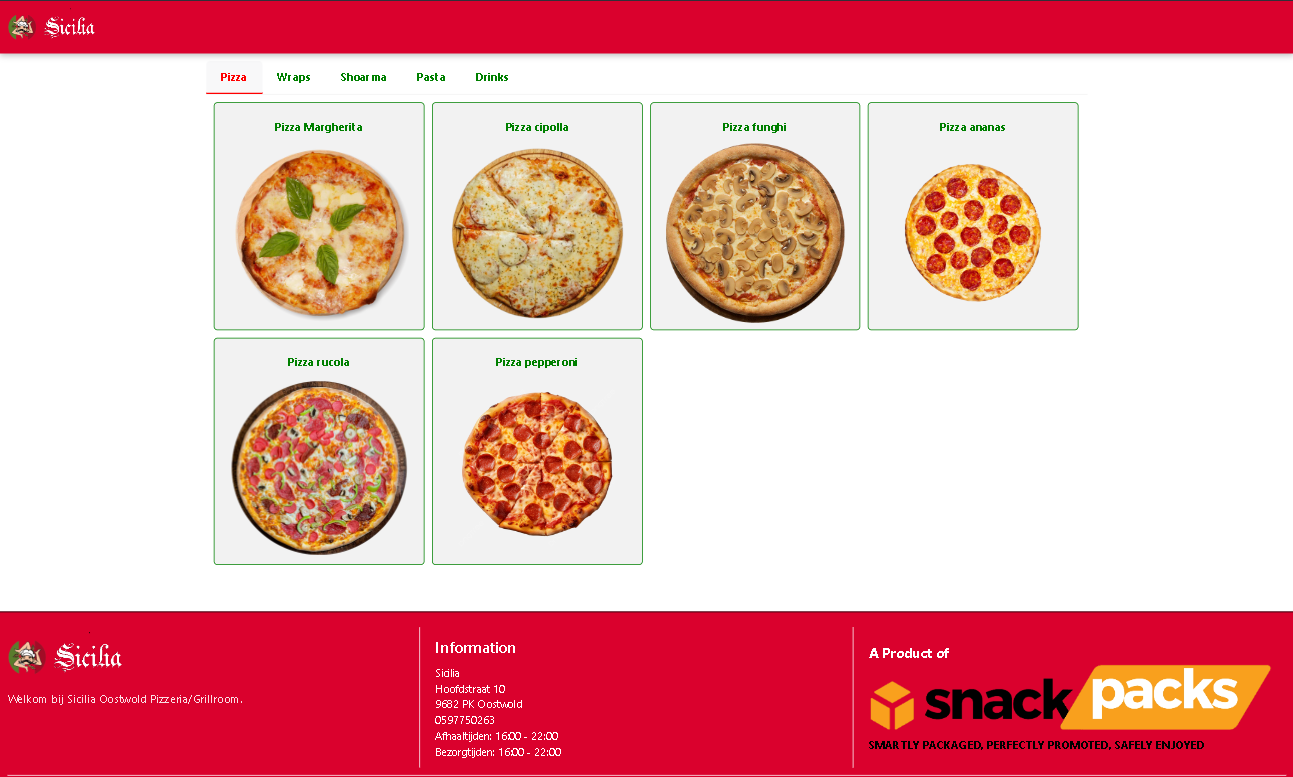 Sicilia
Pizza Wraps Shoarma Pasta Drinks
Pizza Margherita
Pizza cipolla
Pizza funghi
Pizza ananas
Pizza rucola
Pizza pepperoni
Sicilia
Welkom bij Sicilia Oostwold Pizzeria/Grillroom.
Information
Sicilia
Hoofdstraat 10
9682 PK Oostwold
0597750263
Afhaaltijden: 16:00 - 22:00
Bezorgtijden: 16:00 - 22:00
A Product of
snack packs
SMARTLY PACKAGED, PERFECTLY PROMOTED, SAFELY ENJOYED